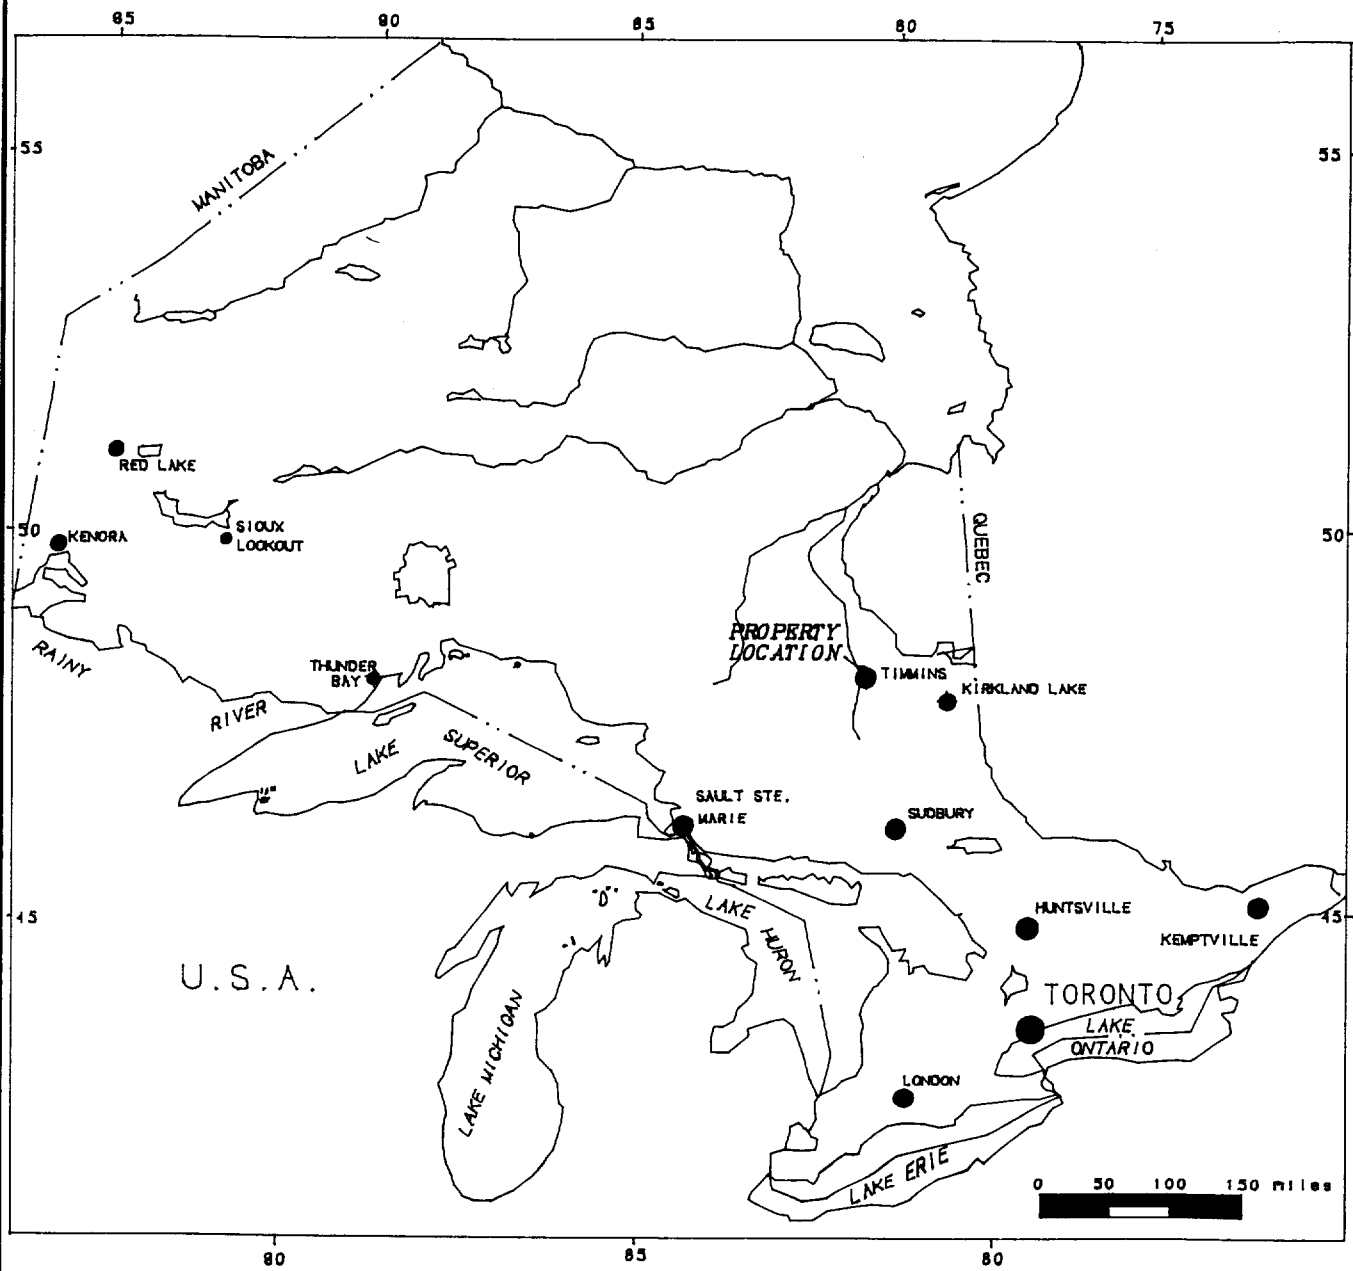 85 80 85 80 75
55 55
MANITOBA
RED LAKE
50 50
KENORA
SIOUX
LOOKOUT
QUEBEC
RAINY
RIVER
PROPERTY
LOCATION
THUNDER
BAY
TIMMINS
KIRKLAND LAKE
LAKE
SUPERIOR
SAULT STE.
MARIE
SUDBURY
45 45
LAKE
HURON
HUNTSVILLE
KEMPTVILLE
U.S.A.
LAKE MICHIGAN
TORONTO
LAKE
ONTARIO
LONDON
LAKE ERIE
0 50 100 150 miles
80 85 80